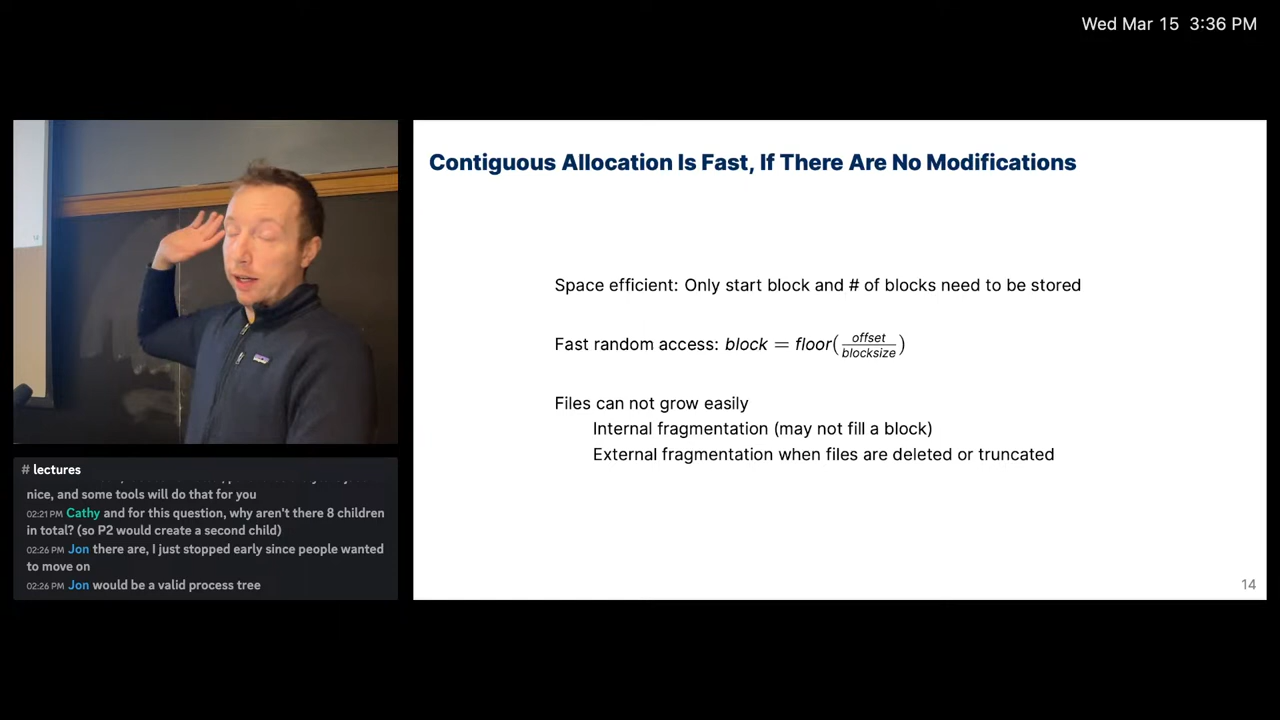 Wed Mar 15 3:36 PM
Contiguous Allocation Is Fast, If There Are No Modifications
Space efficient: Only start block and # of blocks need to be stored
Fast random access: block = floor(offset/blocksize)
Files can not grow easily
Internal fragmentation (may not fill a block)
External fragmentation when files are deleted or truncated
14
# lectures
nice, and some tools will do that for you
02:21 PM Cathy and for this question, why aren't there 8 children
in total? (so P2 would create a second child)
02:26 PM Jon there are, I just stopped early since people wanted
to move on
02:26 PM Jon would be a valid process tree